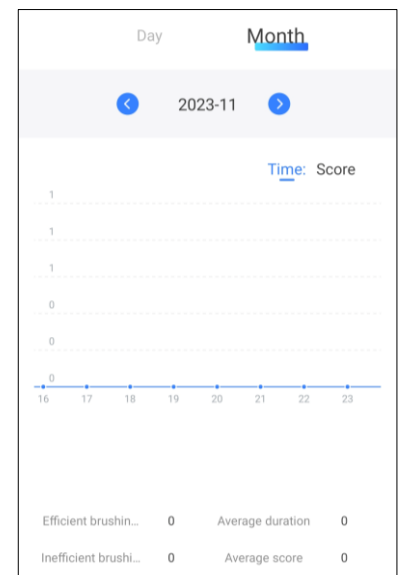 Day Month
2023-11
Time: Score
1
1
1
0
0
0
16 17 18 19 20 21 22 23
Efficient brushin... 0 Average duration 0
Inefficient brushi... 0 Average score 0